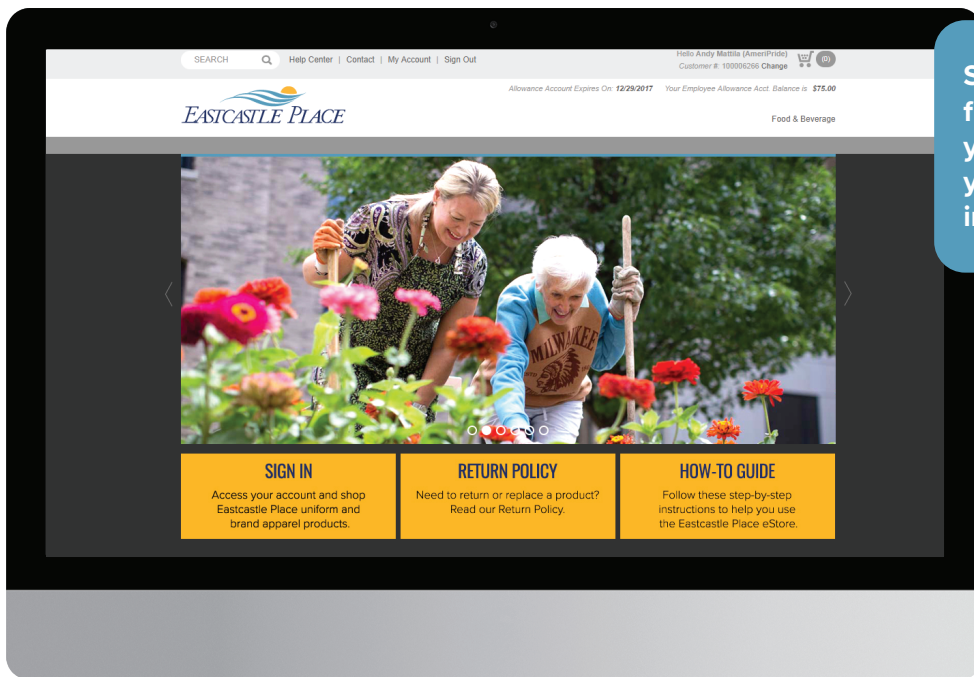 SEARCH Help Center | Contact | My Account | Sign Out
Hello Andy Mattila (AmeriPride)
Customer #: 100006266 Change
(0)
Allowance Account Expires On: 12/29/2017 Your Employee Allowance Acct. Balance is $75.00
EASTCASTLE PLACE
Food & Beverage
MILWAUKEE
SIGN IN
Access your account and shop
Eastcastle Place uniform and
brand apparel products.
RETURN POLICY
Need to return or replace a product?
Read our Return Policy.
HOW-TO GUIDE
Follow these step-by-step
instructions to help you use
the Eastcastle Place eStore.